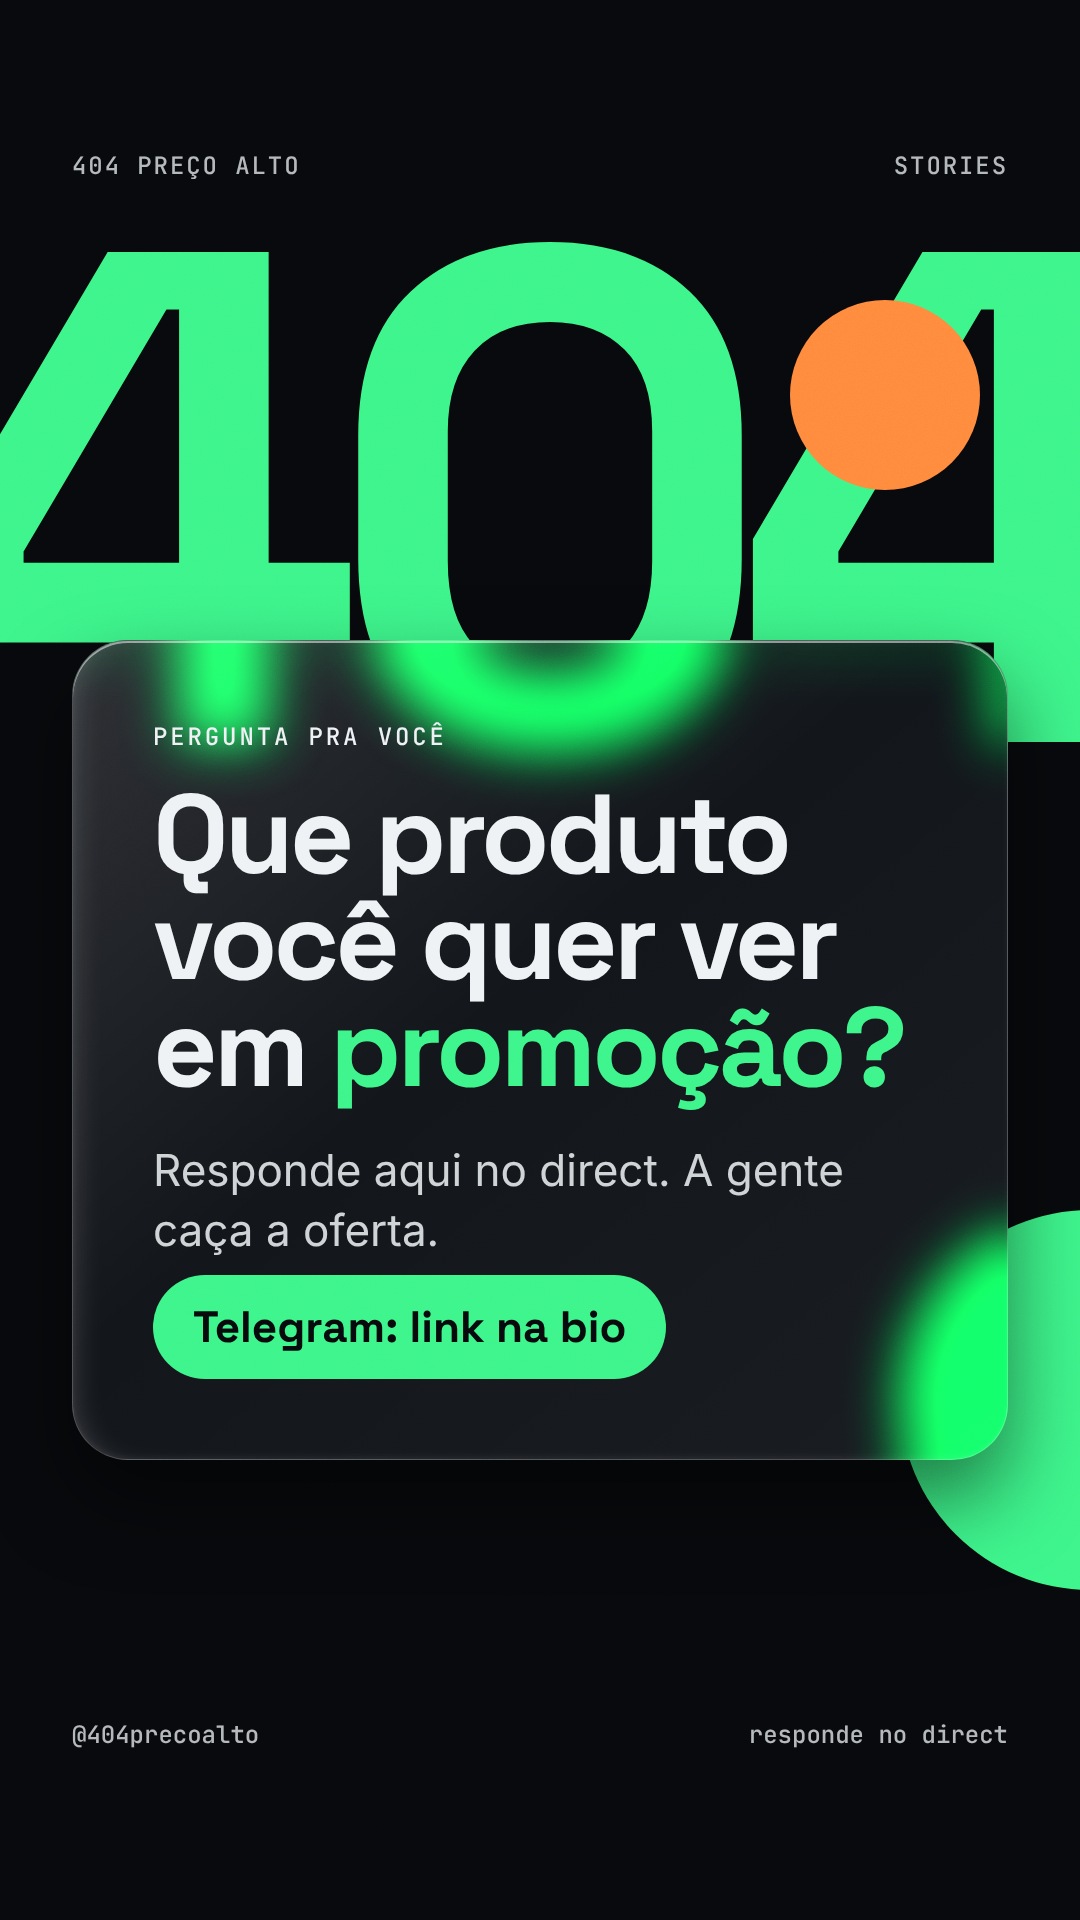 404 PREÇO ALTO
STORIES
404
PERGUNTA PRA VOCÊ
Que produto
você quer ver
em promoção?
Responde aqui no direct. A gente
caça a oferta.
Telegram: link na bio
@404precoalto
responde no direct